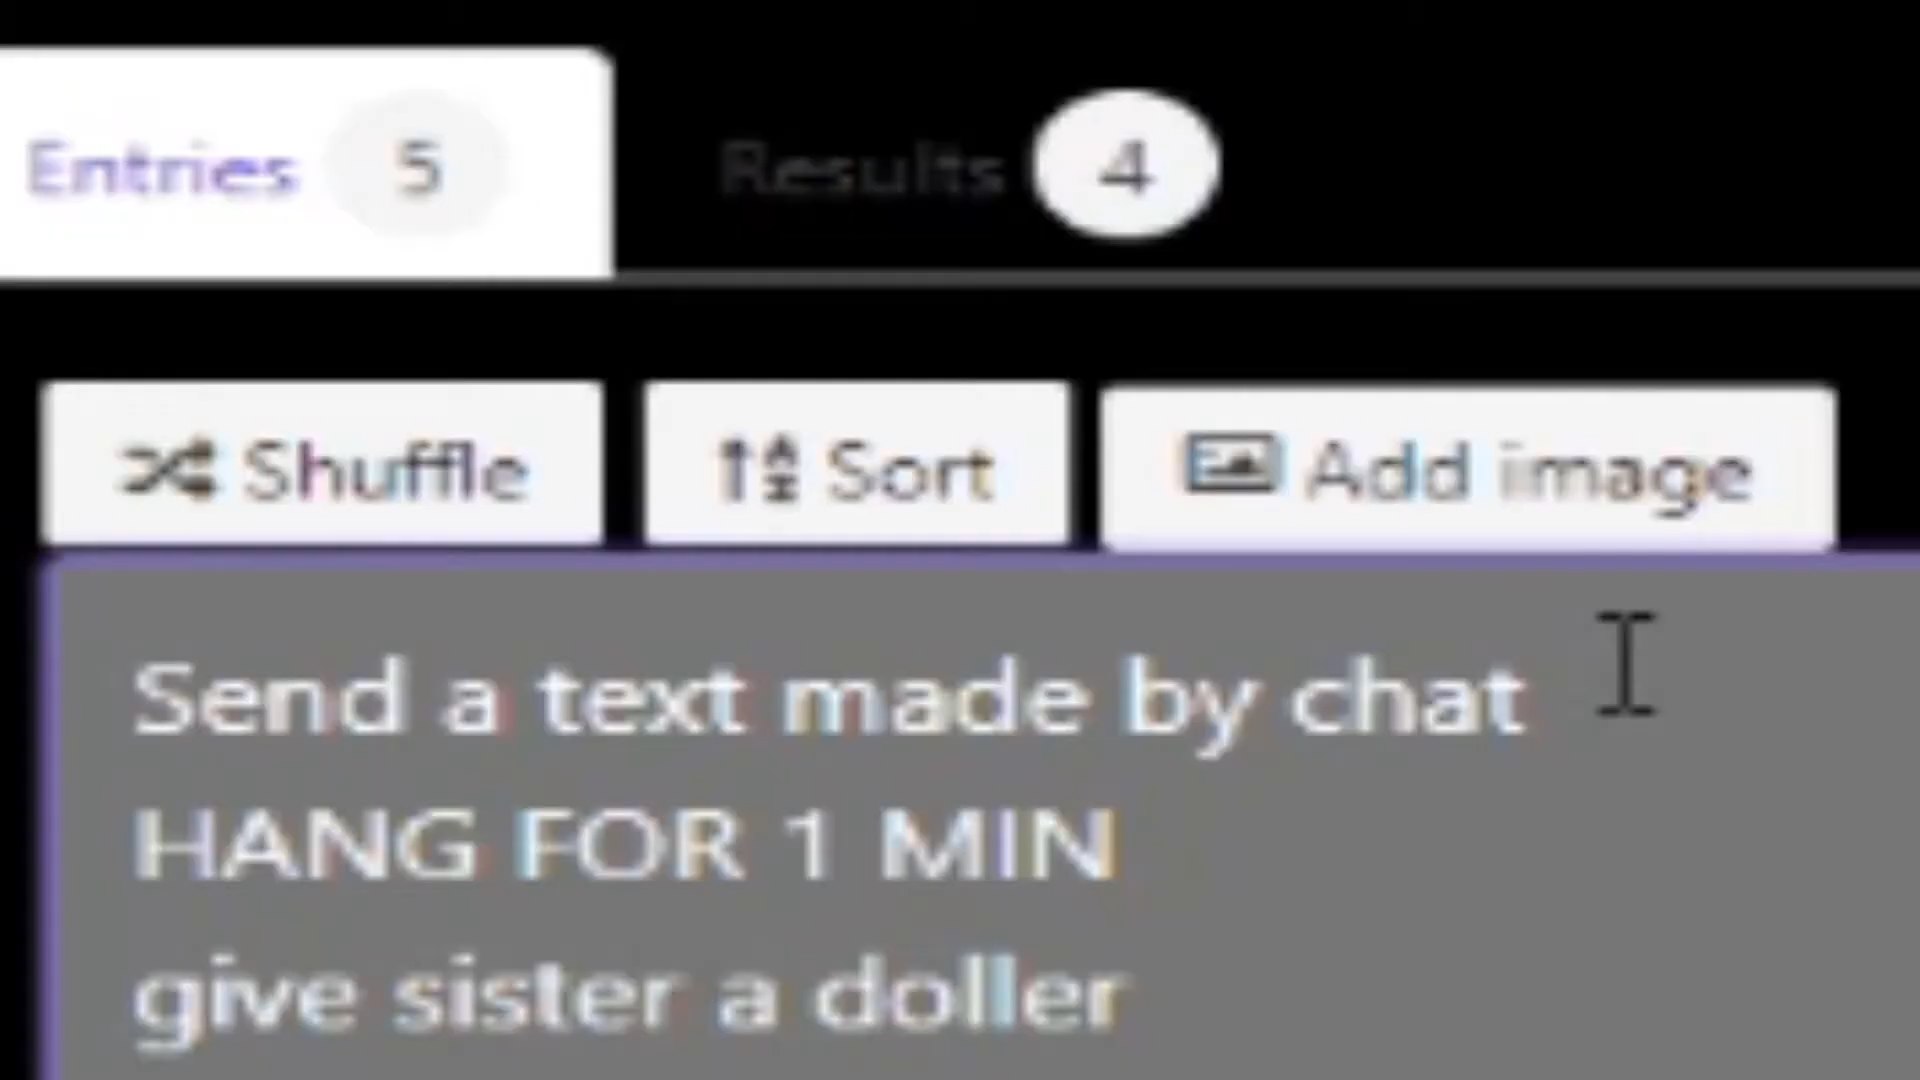 Entries 5 Results 4
Shuffle Sort Add image
Send a text made by chat
HANG FOR 1 MIN
give sister a doller